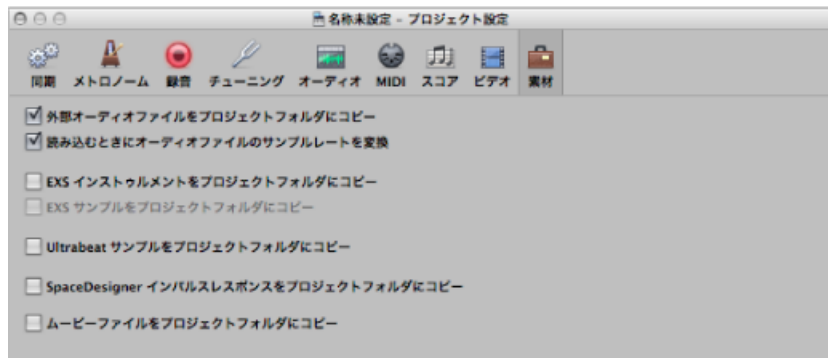 名称未設定 - プロジェクト設定
同期 メトロノーム 録音 チューニング オーディオ MIDI スコア ビデオ 素材
外部オーディオファイルをプロジェクトフォルダにコピー
読み込むときにオーディオファイルのサンプルレートを変換
EXS インストゥルメントをプロジェクトフォルダにコピー
EXS サンプルをプロジェクトフォルダにコピー
Ultrabeat サンプルをプロジェクトフォルダにコピー
SpaceDesigner インパルスレスポンスをプロジェクトフォルダにコピー
ムービーファイルをプロジェクトフォルダにコピー